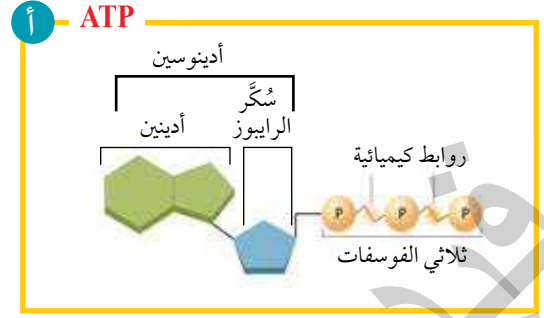 أ ATP
أدينوسين
سُكَّر
الرايبوز
أدينين
روابط كيميائية
P P P
ثلاثي الفوسفات